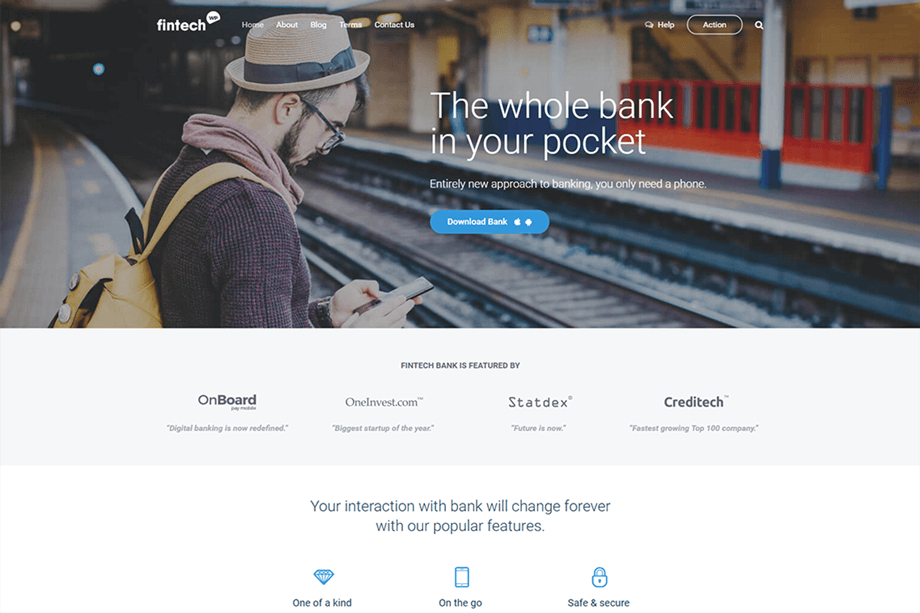 fintech WP
Home About Blog Terms Contact Us
Help Action
The whole bank
in your pocket
Entirely new approach to banking, you only need a phone.
Download Bank
FINTECH BANK IS FEATURED BY
OnBoard
pay mobile
OneInvest.com™
Statdex®
Creditech™
"Digital banking is now redefined."
"Biggest startup of the year."
"Future is now."
"Fastest growing Top 100 company."
Your interaction with bank will change forever
with our popular features.
One of a kind
On the go
Safe & secure